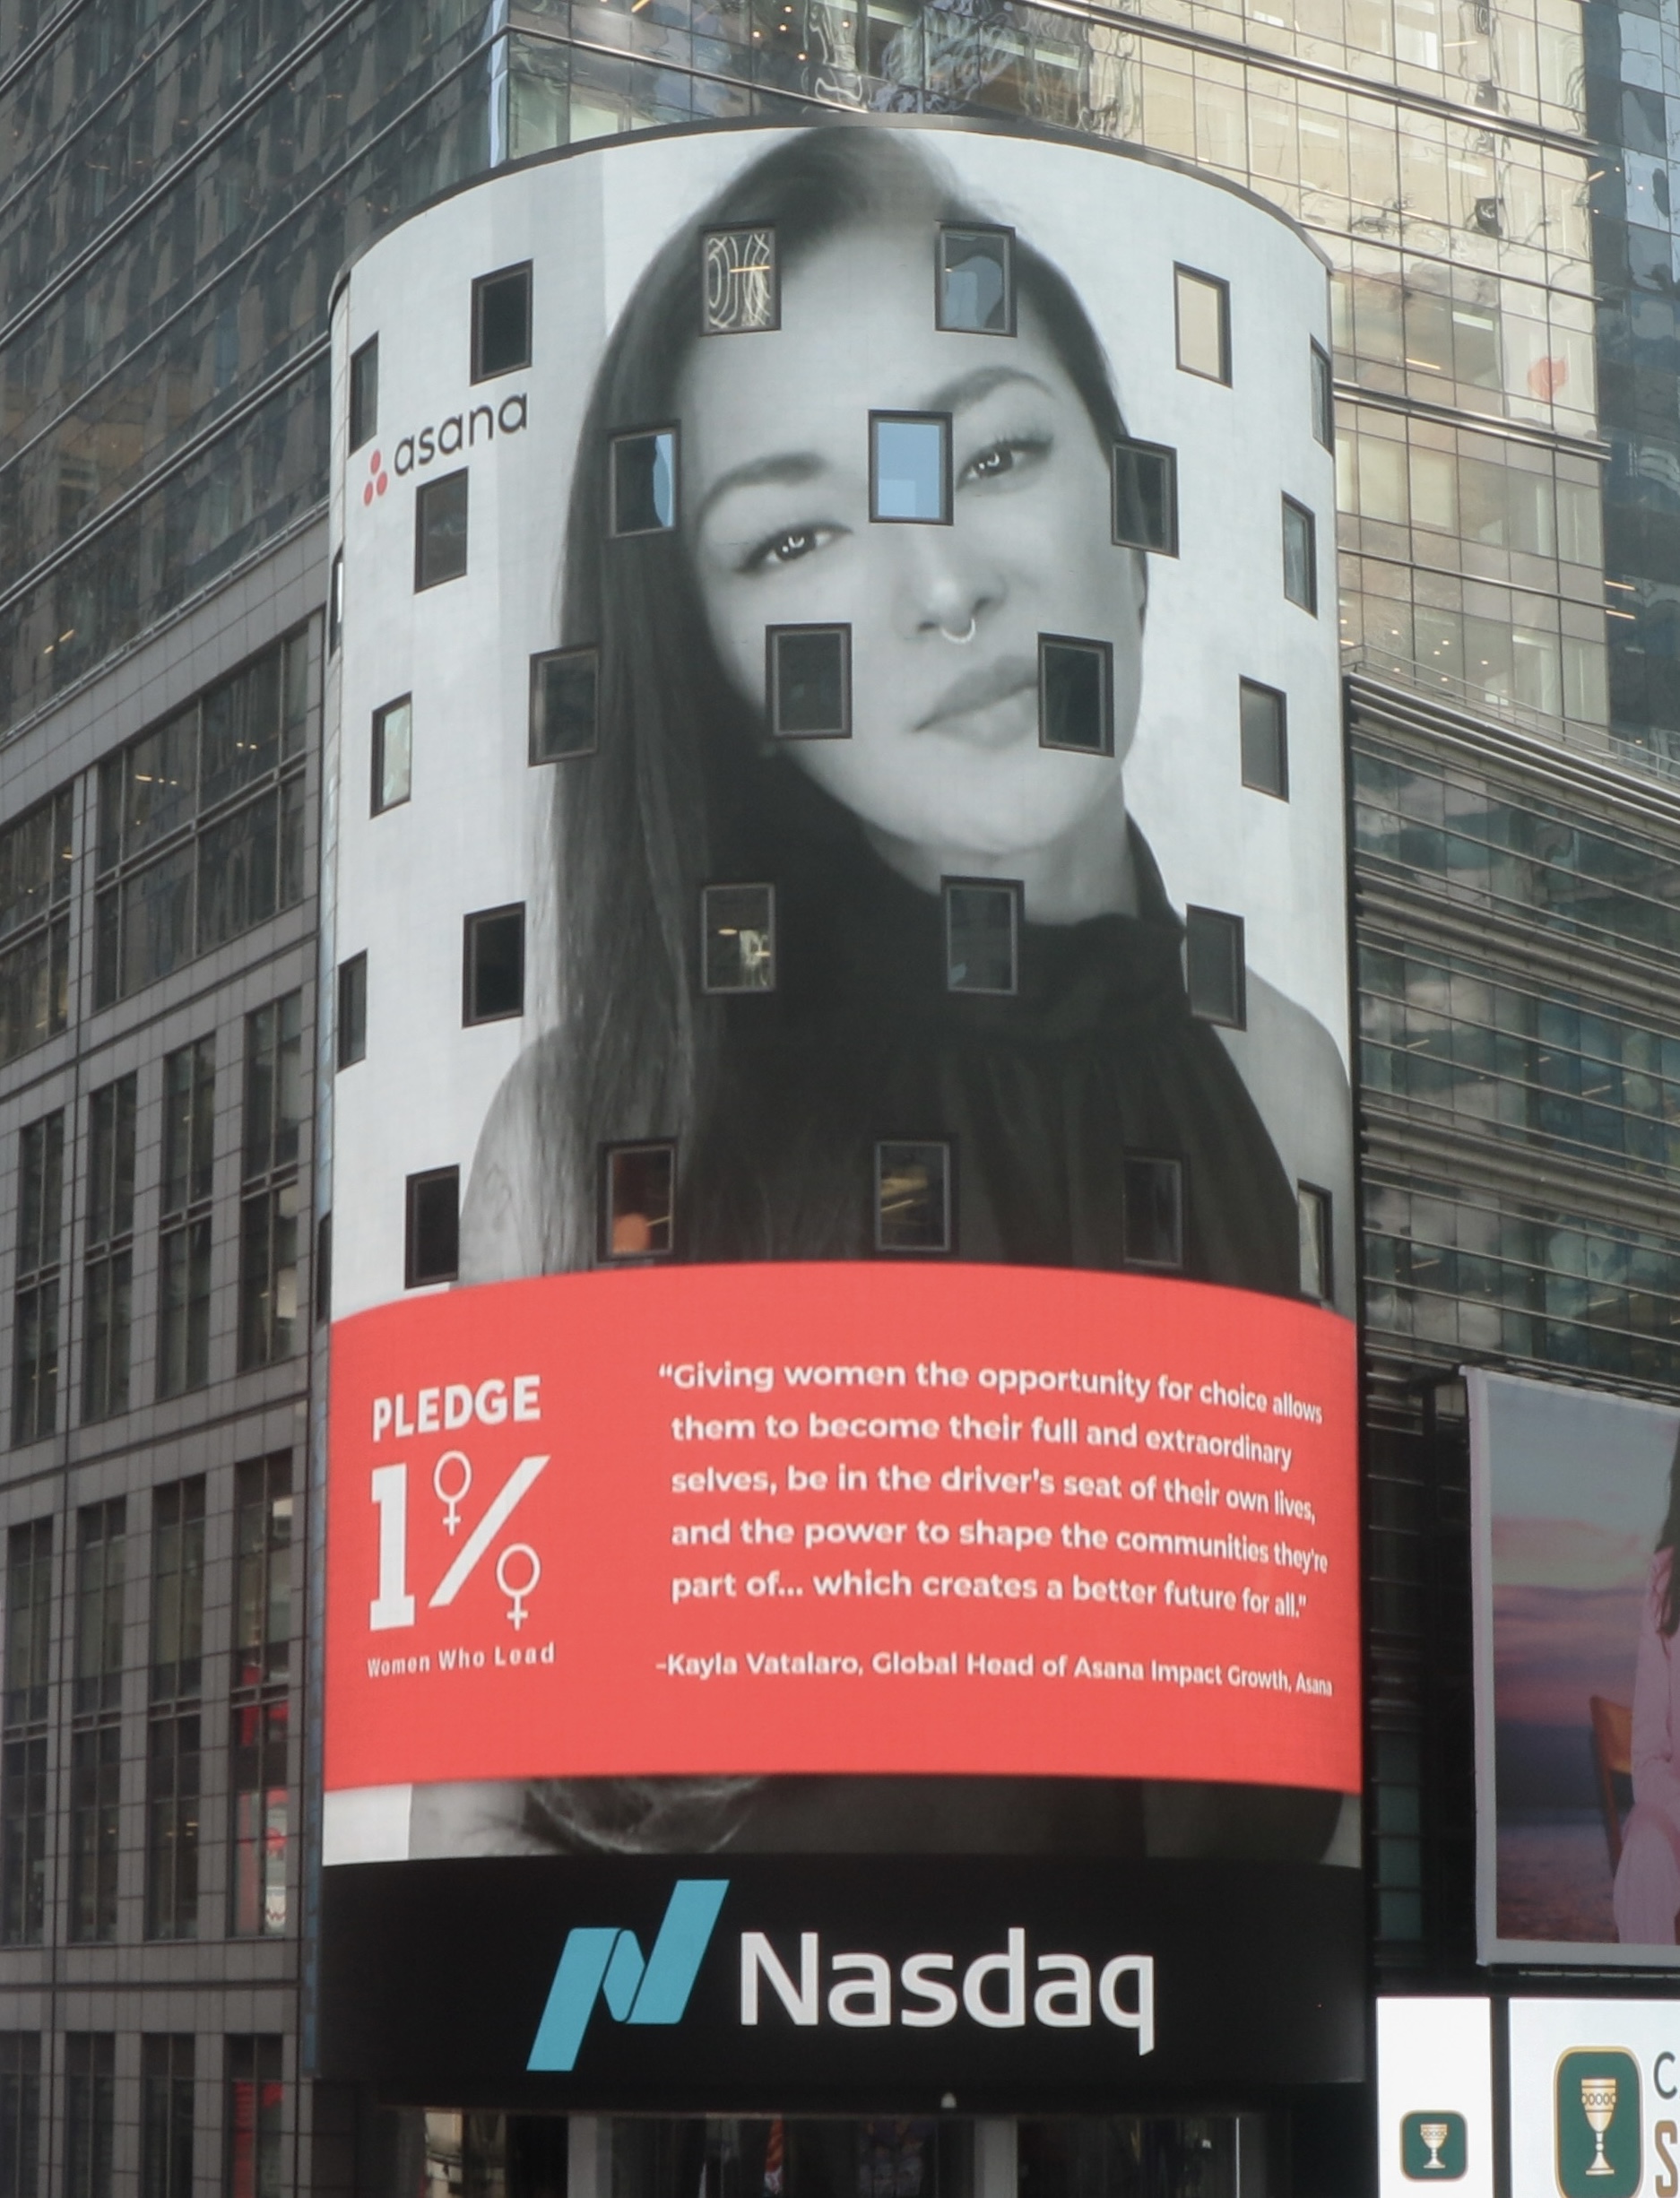 asana
PLEDGE
1%
Women Who Lead
“Giving women the opportunity for choice allows
them to become their full and extraordinary
selves, be in the driver's seat of their own lives,
and the power to shape the communities they're
part of... which creates a better future for all.”
-Kayla Vatalaro, Global Head of Asana Impact Growth, Asana
Nasdaq